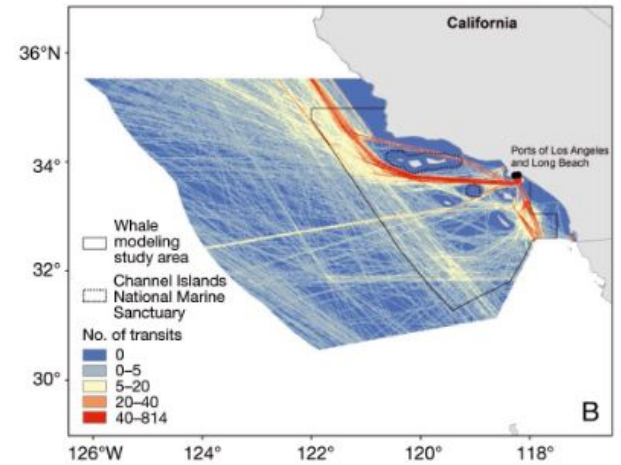 California
36°N
34°
32°
30°
Ports of Los Angeles
and Long Beach
Whale
modeling
study area
Channel Islands
National Marine
Sanctuary
No. of transits
0
0–5
5–20
20–40
40–814
B
126°W
124°
122°
120°
118°